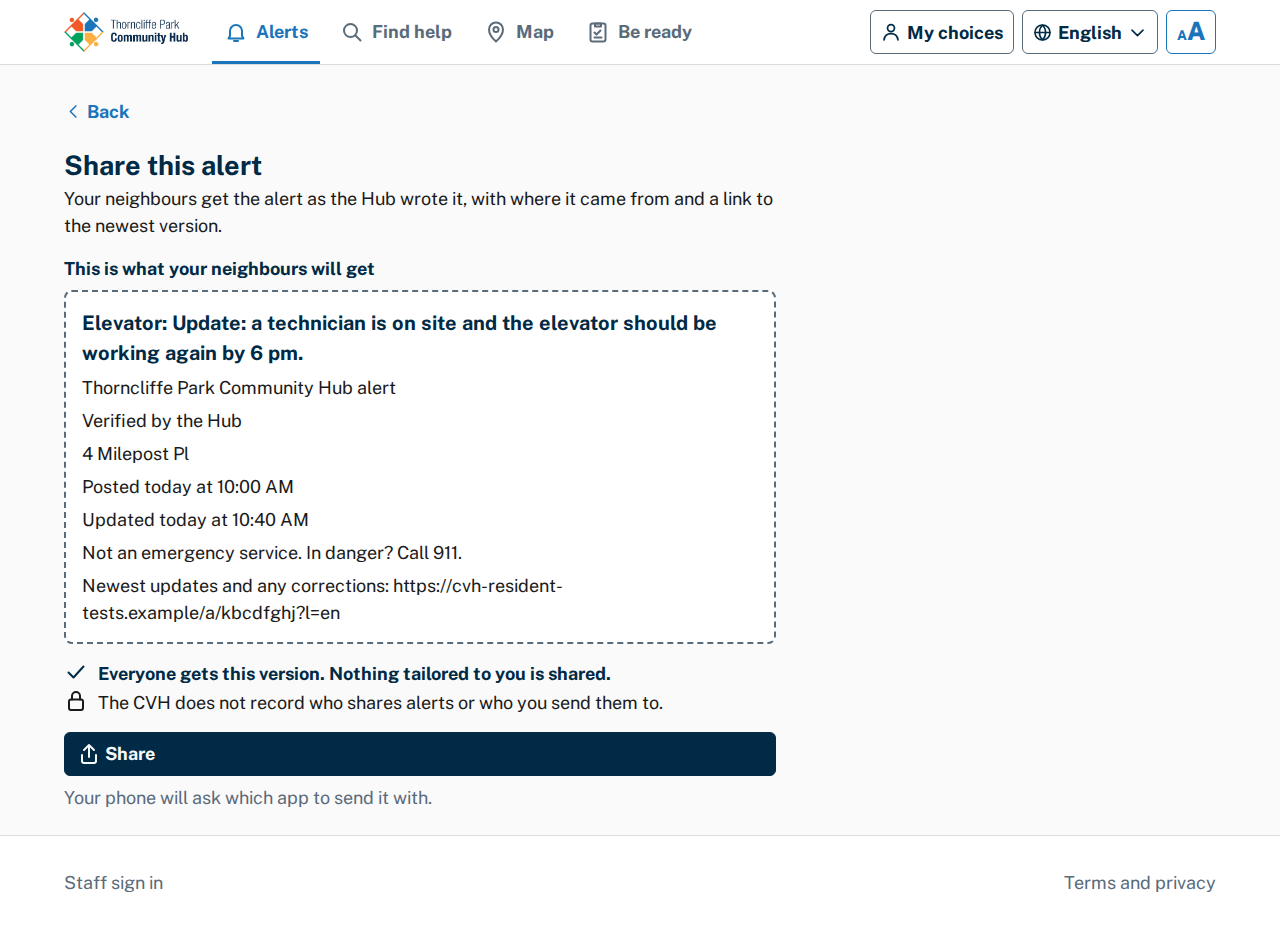 Thorncliffe Park
Community Hub
Alerts
Find help
Map
Be ready
My choices
English
AA
Back
Share this alert
Your neighbours get the alert as the Hub wrote it, with where it came from and a link to
the newest version.
This is what your neighbours will get
Elevator: Update: a technician is on site and the elevator should be
working again by 6 pm.
Thorncliffe Park Community Hub alert
Verified by the Hub
4 Milepost Pl
Posted today at 10:00 AM
Updated today at 10:40 AM
Not an emergency service. In danger? Call 911.
Newest updates and any corrections: https://cvh-resident-
tests.example/a/kbcdfghj?l=en
Everyone gets this version. Nothing tailored to you is shared.
The CVH does not record who shares alerts or who you send them to.
Share
Your phone will ask which app to send it with.
Staff sign in
Terms and privacy